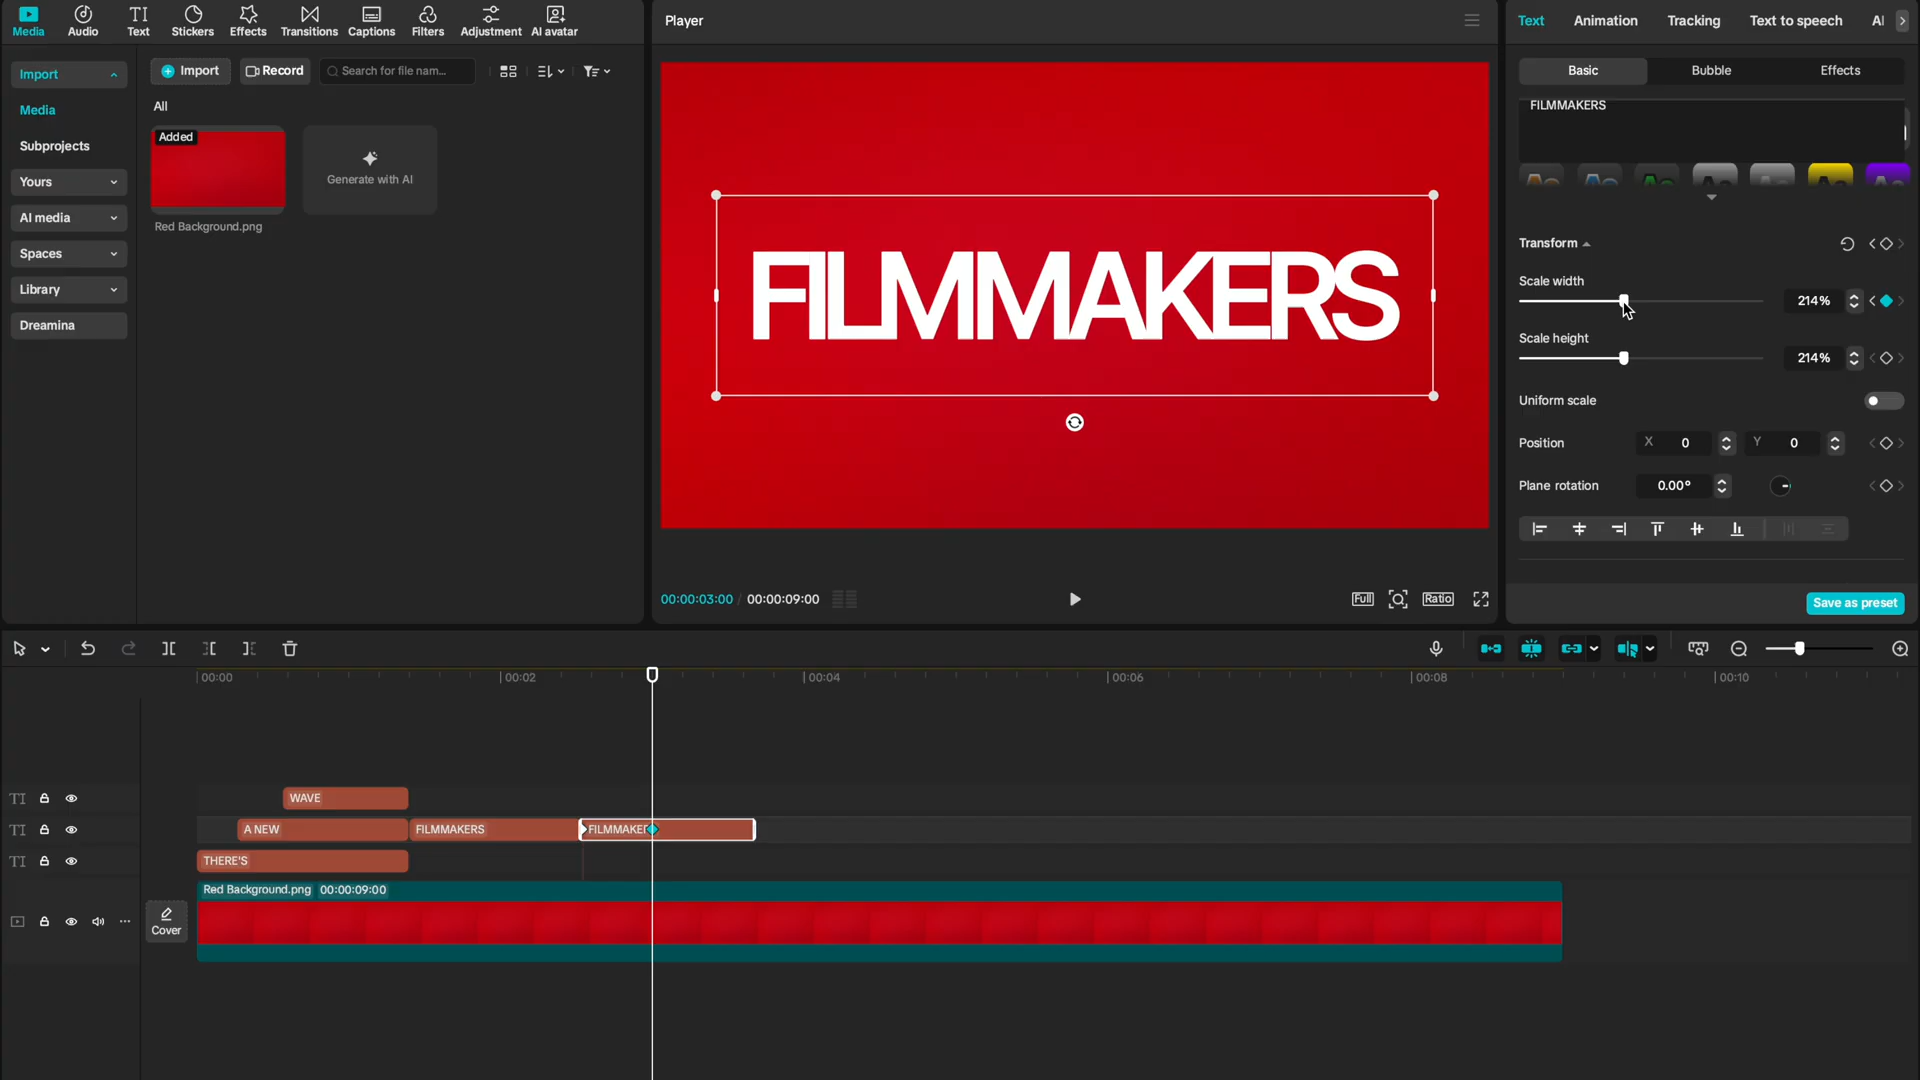 Media
Audio
Text
Stickers
Effects
Transitions
Captions
Filters
Adjustment
AI avatar
Import
Media
Subprojects
Yours
AI media
Spaces
Library
Dreamina
Import
Record
Search for file nam...
All
Added
Red Background.png
Generate with AI
Player
FILMMAKERS
00:00:03:00 / 00:00:09:00
Full
Ratio
Text
Animation
Tracking
Text to speech
AI
Basic
Bubble
Effects
FILMMAKERS
Transform
Scale width
214%
Scale height
214%
Uniform scale
Position
X 0
Y 0
Plane rotation
0.00°
Save as preset
00:00
00:02
00:04
00:06
00:08
00:10
WAVE
A NEW
FILMMAKERS
FILMMAKER
THERE'S
Red Background.png 00:00:09:00
Cover